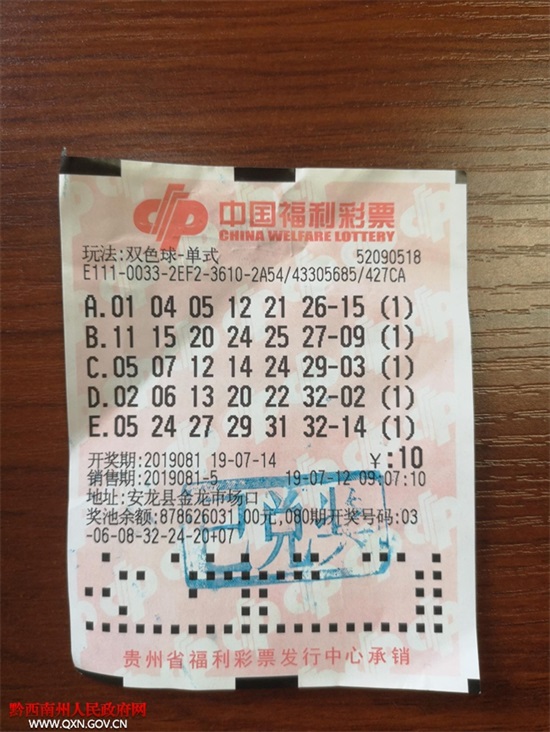 中国福利彩票
CHINA WELFARE LOTTERY
玩法:双色球-单式 52090518
E111-0033-2EF2-3610-2A54/43305685/427CA
A.01 04 05 12 21 26-15 (1)
B.11 15 20 24 25 27-09 (1)
C.05 07 12 14 24 29-03 (1)
D.02 06 13 20 22 32-02 (1)
E.05 24 27 29 31 32-14 (1)
开奖期:2019081 19-07-14 ¥:10
销售期:2019081-5 19-07-12 09:07:10
地址:安龙县金龙市场口
奖池余额:878626031.00元,080期开奖号码:03
-06-08-32-24-20+07
已兑奖
贵州省福利彩票发行中心承销
黔西南州人民政府网
WWW.QXN.GOV.CN